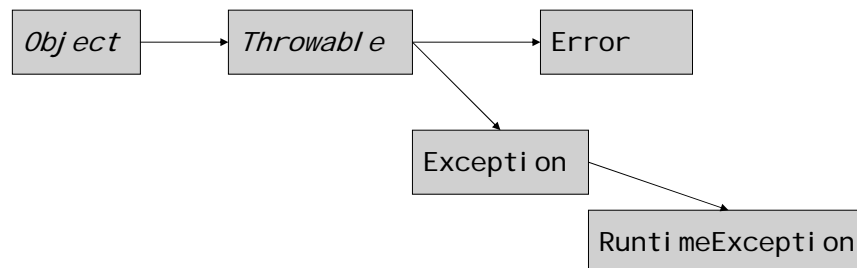 Object
Throwable
Error
Exception
RuntimeException